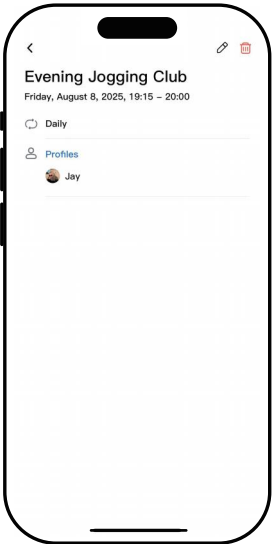 Evening Jogging Club
Friday, August 8, 2025, 19:15 – 20:00
Daily
Profiles
Jay